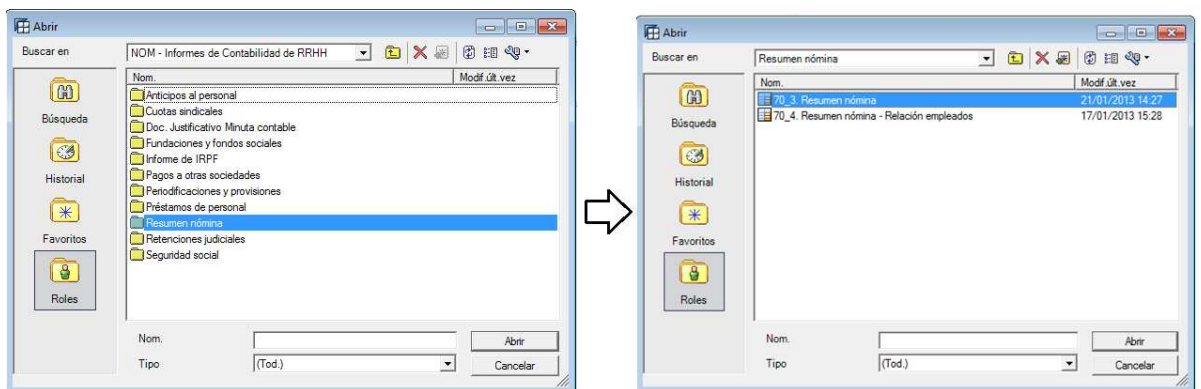 Abrir
Buscar en
NOM - Informes de Contabilidad de RRHH
Nom.
Modif.últ.vez
Anticipos al personal
Cuotas sindicales
Doc. Justificativo Minuta contable
Fundaciones y fondos sociales
Informe de IRPF
Pagos a otras sociedades
Periodificaciones y provisiones
Préstamos de personal
Resumen nómina
Retenciones judiciales
Seguridad social
Búsqueda
Historial
Favoritos
Roles
Nom.
Abrir
Tipo
(Tod.)
Cancelar
Abrir
Buscar en
Resumen nómina
Nom.
Modif.últ.vez
70_3. Resumen nómina 21/01/2013 14:27
70_4. Resumen nómina - Relación empleados 17/01/2013 15:28
Búsqueda
Historial
Favoritos
Roles
Nom.
Abrir
Tipo
(Tod.)
Cancelar